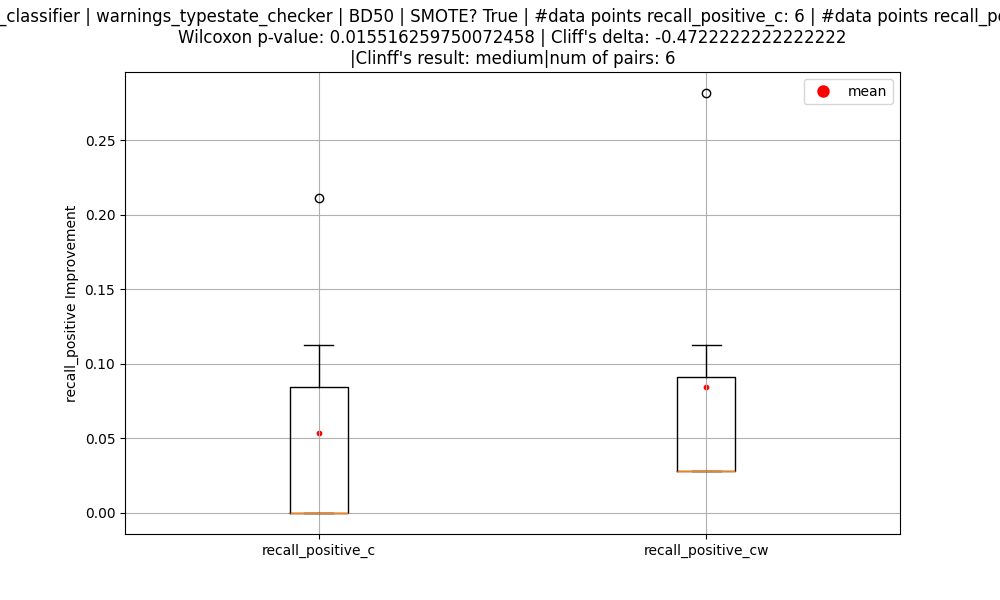 _classifier | warnings_typestate_checker | BD50 | SMOTE? True | #data points recall_positive_c: 6 | #data points
Wilcoxon p-value: 0.015516259750072458 | Cliff's delta: -0.4722222222222222
|Clinff's result: medium|num of pairs: 6
mean
0.25
0.20
0.15
0.10
0.05
0.00
recall_positive Improvement
recall_positive_c
recall_positive_cw